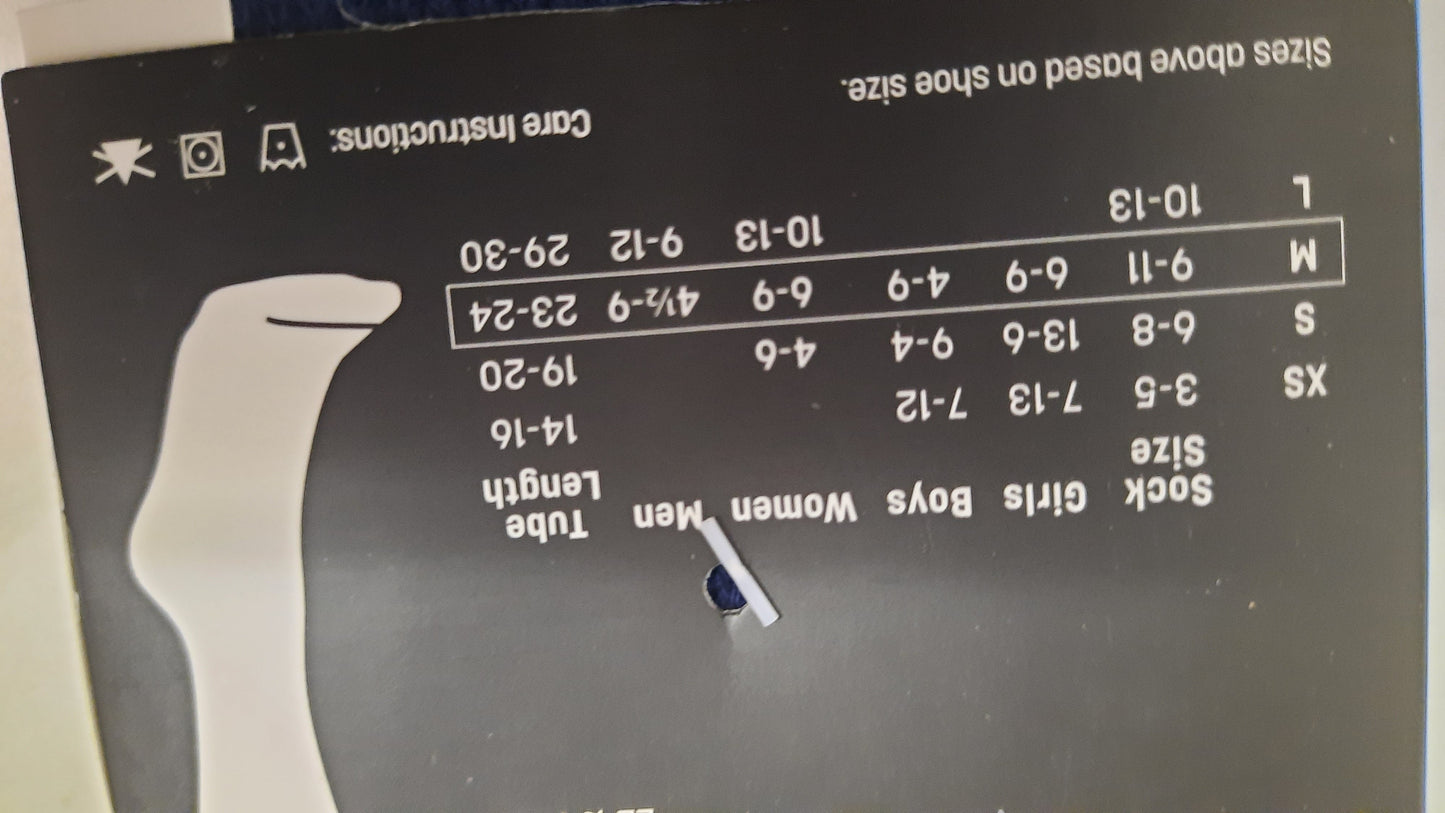 Sock Size Girls Boys Women Men Tube Length
XS 3-5 7-13 7-12 14-16
S 6-8 13-6 9-4 4-6 19-20
M 9-11 6-9 4-9 6-9 4½-9 23-24
L 10-13 10-13 9-12 29-30
Sizes above based on shoe size. Care Instructions: